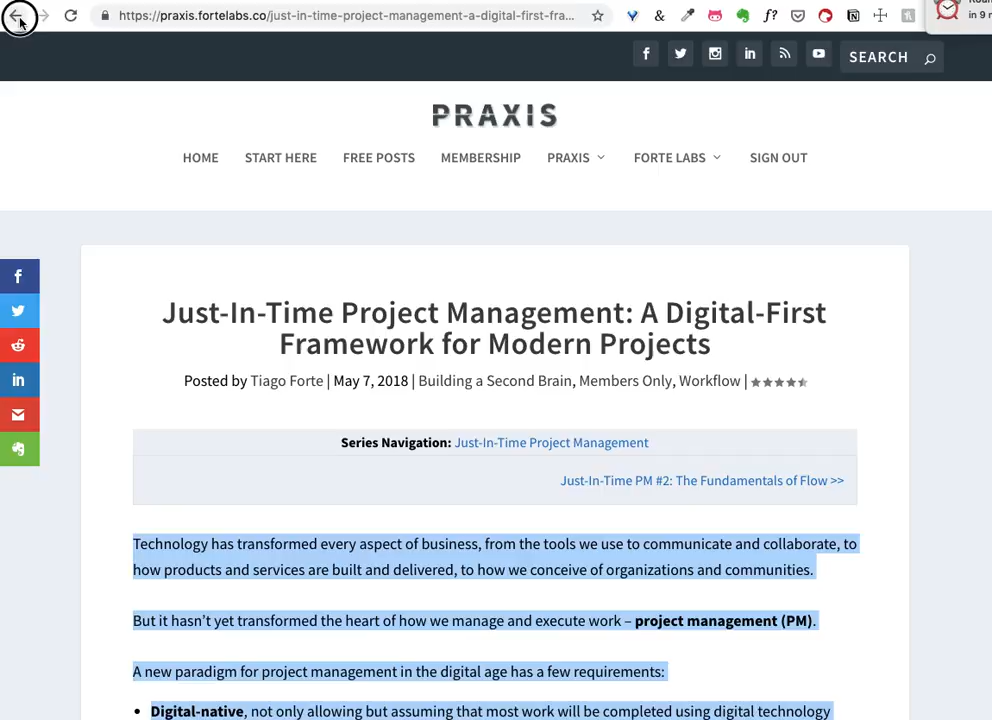 https://praxis.fortelabs.co/just-in-time-project-management-a-digital-first-fra...
in 9 m
SEARCH
PRAXIS
HOME START HERE FREE POSTS MEMBERSHIP PRAXIS FORTE LABS SIGN OUT
Just-In-Time Project Management: A Digital-First
Framework for Modern Projects
Posted by Tiago Forte | May 7, 2018 | Building a Second Brain, Members Only, Workflow |
Series Navigation: Just-In-Time Project Management
Just-In-Time PM #2: The Fundamentals of Flow >>
Technology has transformed every aspect of business, from the tools we use to communicate and collaborate, to
how products and services are built and delivered, to how we conceive of organizations and communities.
But it hasn't yet transformed the heart of how we manage and execute work – project management (PM).
A new paradigm for project management in the digital age has a few requirements:
• Digital-native, not only allowing but assuming that most work will be completed using digital technology